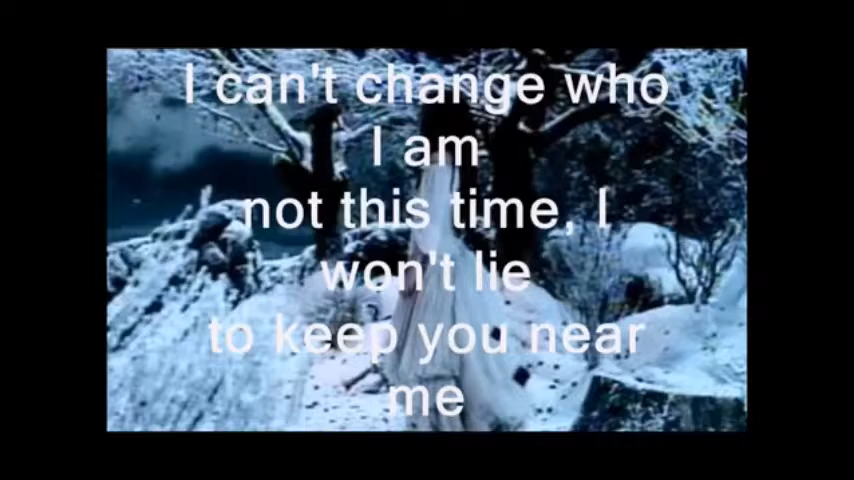 I can't change who
I am
not this time, I
won't lie
to keep you near
me